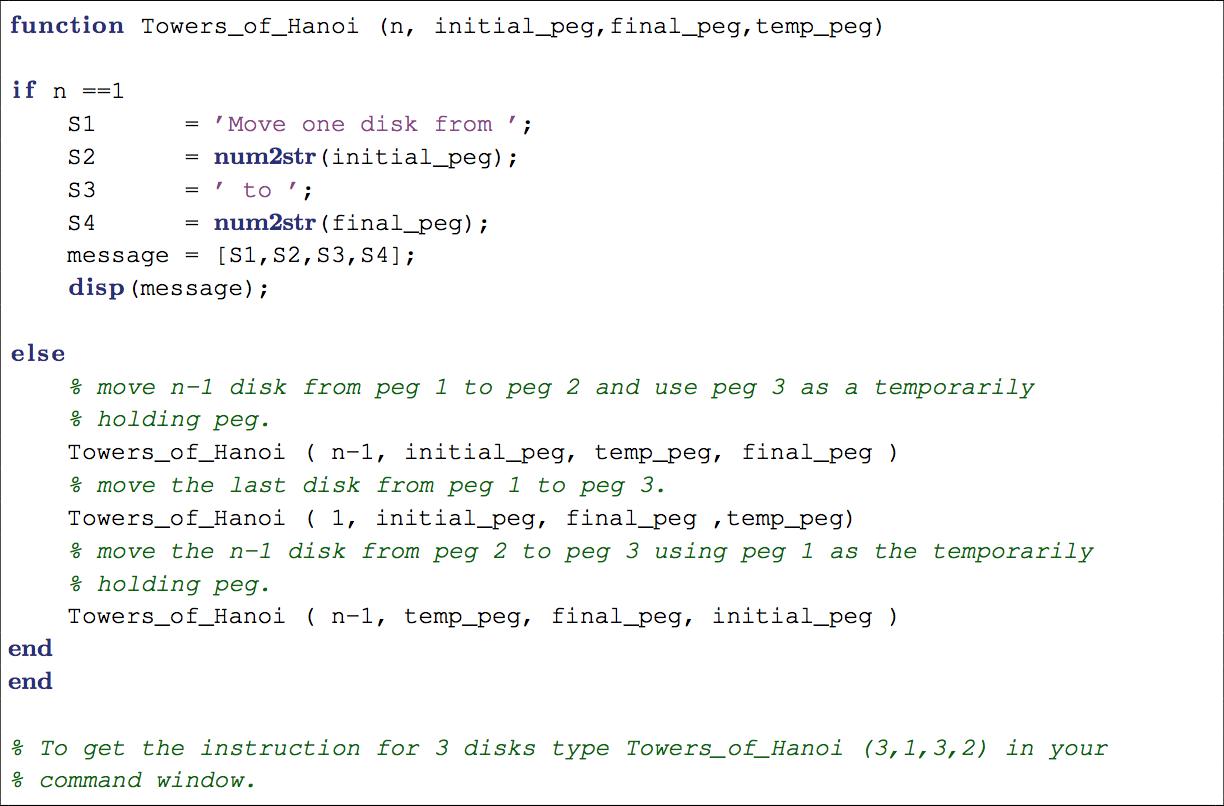 function Towers_of_Hanoi (n, initial_peg,final_peg,temp_peg)
if n ==1
S1 = 'Move one disk from ';
S2 = num2str(initial_peg);
S3 = ' to ';
S4 = num2str(final_peg);
message = [S1,S2,S3,S4];
disp(message);
else
% move n-1 disk from peg 1 to peg 2 and use peg 3 as a temporarily
% holding peg.
Towers_of_Hanoi ( n-1, initial_peg, temp_peg, final_peg )
% move the last disk from peg 1 to peg 3.
Towers_of_Hanoi ( 1, initial_peg, final_peg ,temp_peg)
% move the n-1 disk from peg 2 to peg 3 using peg 1 as the temporarily
% holding peg.
Towers_of_Hanoi ( n-1, temp_peg, final_peg, initial_peg )
end
end
% To get the instruction for 3 disks type Towers_of_Hanoi (3,1,3,2) in your
% command window.